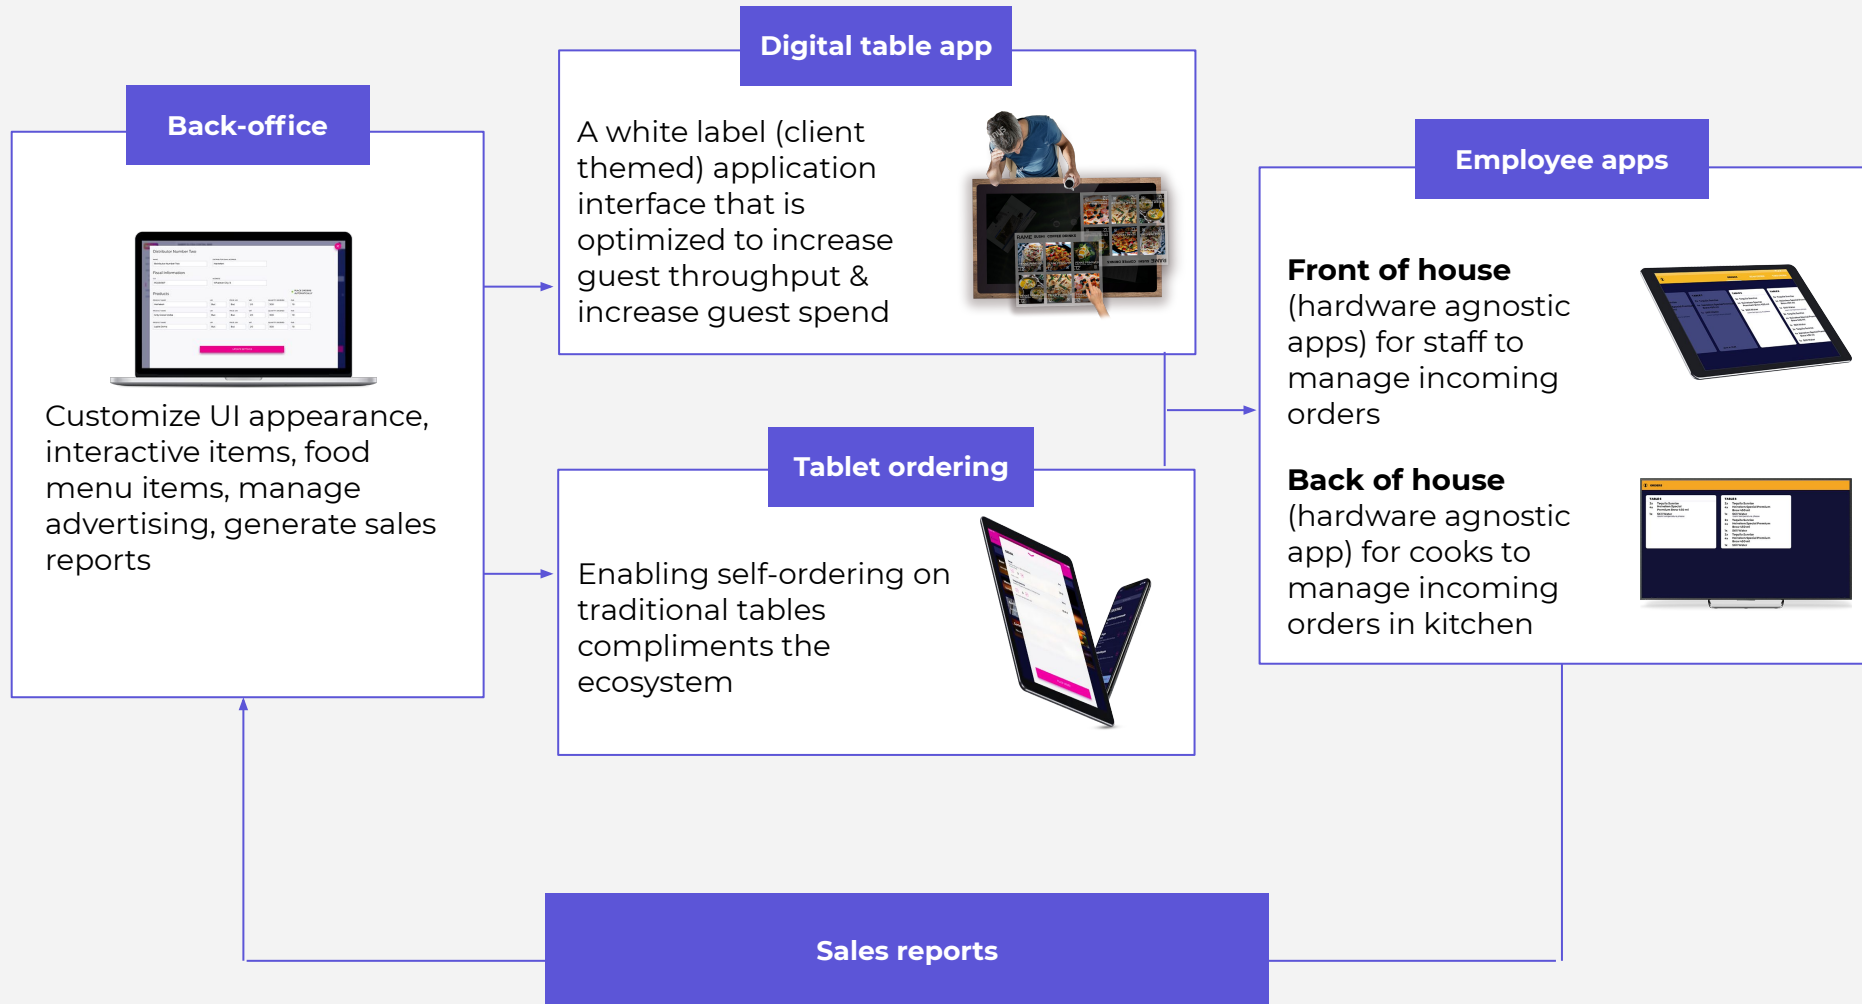 Digital table app
Back-office
A white label (client
themed) application
interface that is
optimized to increase
guest throughput &
increase guest spend
Employee apps
Customize UI appearance,
interactive items, food
menu items, manage
advertising, generate sales
reports
Tablet ordering
Enabling self-ordering on
traditional tables
compliments the
ecosystem
Front of house
(hardware agnostic
apps) for staff to
manage incoming
orders
Back of house
(hardware agnostic
app) for cooks to
manage incoming
orders in kitchen
Sales reports